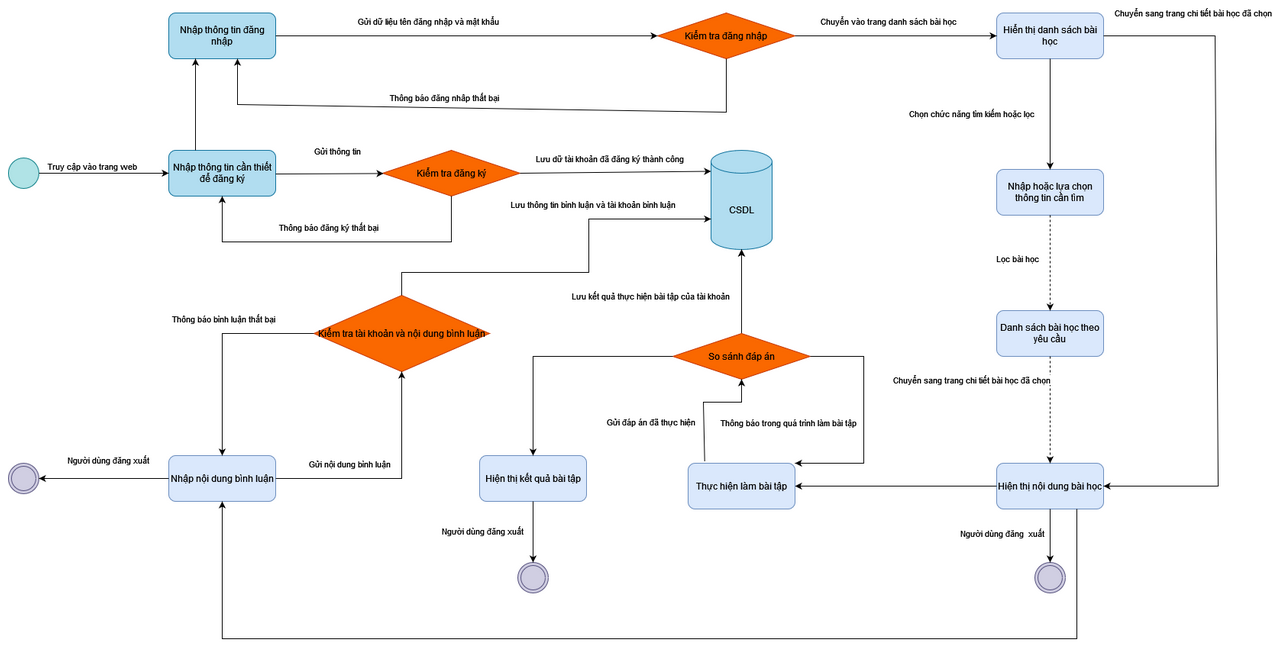 Chuyển sang trang chi tiết bài học đã chọn
Nhập thông tin đăng
nhập
Gửi dữ liệu tên đăng nhập và mật khẩu
Kiểm tra đăng nhập
Chuyển vào trang danh sách bài học
Hiển thị danh sách bài
học
Thông báo đăng nhập thất bại
Chọn chức năng tìm kiếm hoặc lọc
Truy cập vào trang web
Nhập thông tin cần thiết
để đăng ký
Gửi thông tin
Kiểm tra đăng ký
Lưu dữ tài khoản đã đăng ký thành công
Nhập hoặc lựa chọn
thông tin cần tìm
Lưu thông tin bình luận và tài khoản bình luận
CSDL
Thông báo đăng ký thất bại
Lọc bài học
Lưu kết quả thực hiện bài tập của tài khoản
Thông báo bình luận thất bại
Kiểm tra tài khoản và nội dung bình luận
Danh sách bài học theo
yêu cầu
So sánh đáp án
Chuyển sang trang chi tiết bài học đã chọn
Gửi đáp án đã thực hiện
Thông báo trong quá trình làm bài tập
Người dùng đăng xuất
Nhập nội dung bình luận
Gửi nội dung bình luận
Hiện thị kết quả bài tập
Thực hiện làm bài tập
Hiện thị nội dung bài học
Người dùng đăng xuất
Người dùng đăng xuất